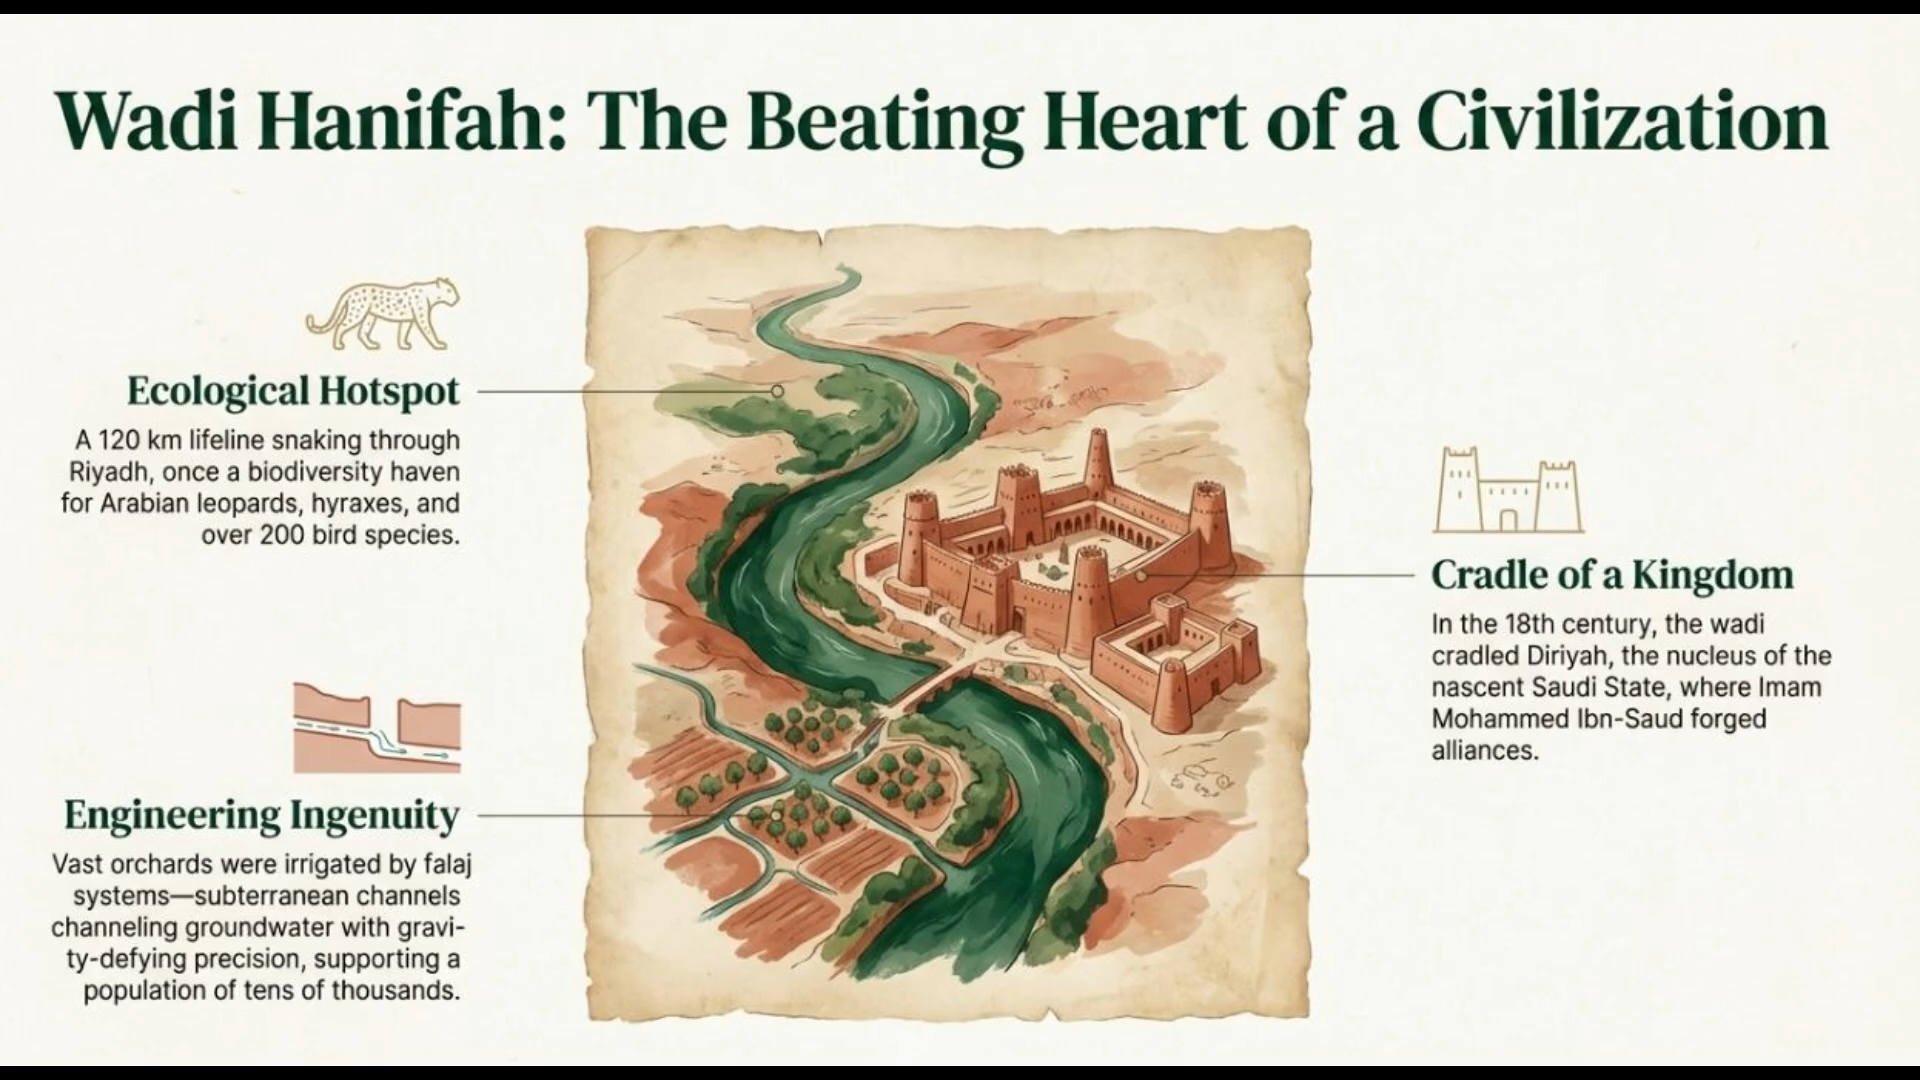 Wadi Hanifah: The Beating Heart of a Civilization
Ecological Hotspot
A 120 km lifeline snaking through
Riyadh, once a biodiversity haven
for Arabian leopards, hyraxes, and
over 200 bird species.
Engineering Ingenuity
Vast orchards were irrigated by falaj
systems—subterranean channels
channeling groundwater with gravi-
ty-defying precision, supporting a
population of tens of thousands.
Cradle of a Kingdom
In the 18th century, the wadi
cradled Diriyah, the nucleus of the
nascent Saudi State, where Imam
Mohammed Ibn-Saud forged
alliances.